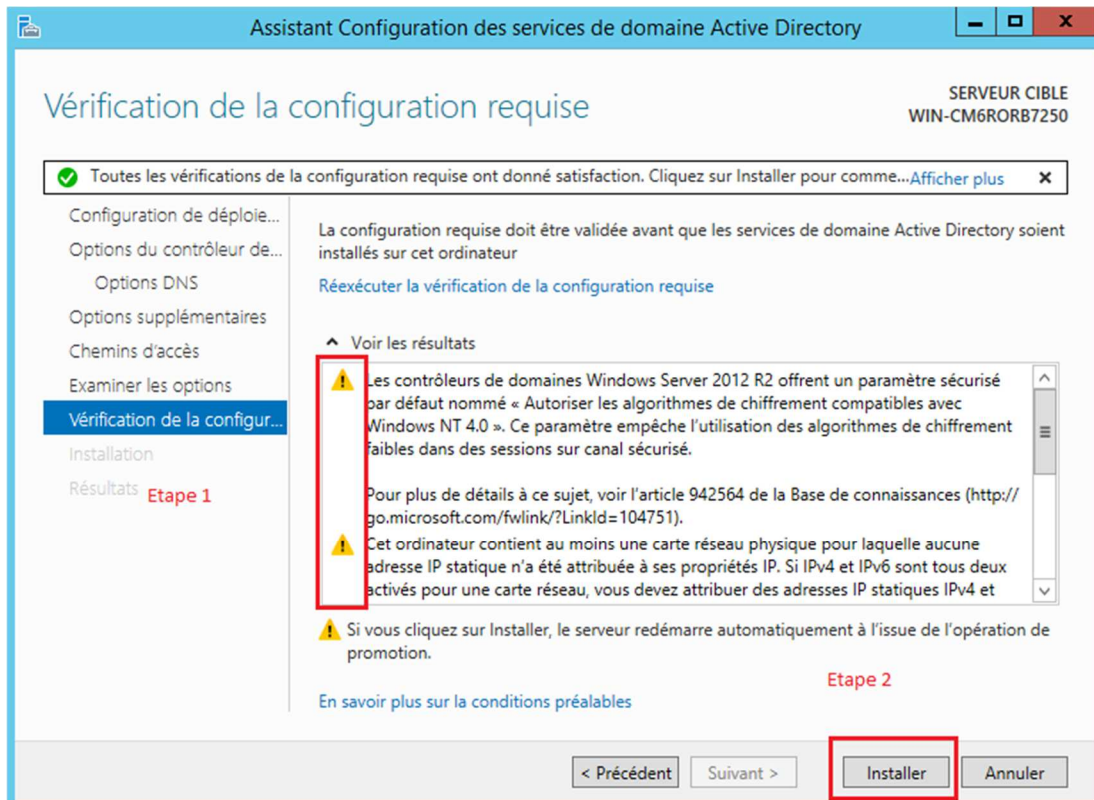 Assistant Configuration des services de domaine Active Directory
Vérification de la configuration requise
SERVEUR CIBLE
WIN-CM6RORB7250
Toutes les vérifications de la configuration requise ont donné satisfaction. Cliquez sur Installer pour comme...Afficher plus
Configuration de déploie...
Options du contrôleur de...
Options DNS
Options supplémentaires
Chemins d'accès
Examiner les options
Vérification de la configur...
Installation
Résultats
Etape 1
La configuration requise doit être validée avant que les services de domaine Active Directory soient
installés sur cet ordinateur
Réexécuter la vérification de la configuration requise
Voir les résultats
Les contrôleurs de domaines Windows Server 2012 R2 offrent un paramètre sécurisé
par défaut nommé « Autoriser les algorithmes de chiffrement compatibles avec
Windows NT 4.0 ». Ce paramètre empêche l'utilisation des algorithmes de chiffrement
faibles dans des sessions sur canal sécurisé.
Pour plus de détails à ce sujet, voir l'article 942564 de la Base de connaissances (http://
go.microsoft.com/fwlink/?LinkId=104751).
Cet ordinateur contient au moins une carte réseau physique pour laquelle aucune
adresse IP statique n'a été attribuée à ses propriétés IP. Si IPv4 et IPv6 sont tous deux
activés pour une carte réseau, vous devez attribuer des adresses IP statiques IPv4 et
Si vous cliquez sur Installer, le serveur redémarre automatiquement à l'issue de l'opération de
promotion.
Etape 2
En savoir plus sur la conditions préalables
< Précédent
Suivant >
Installer
Annuler